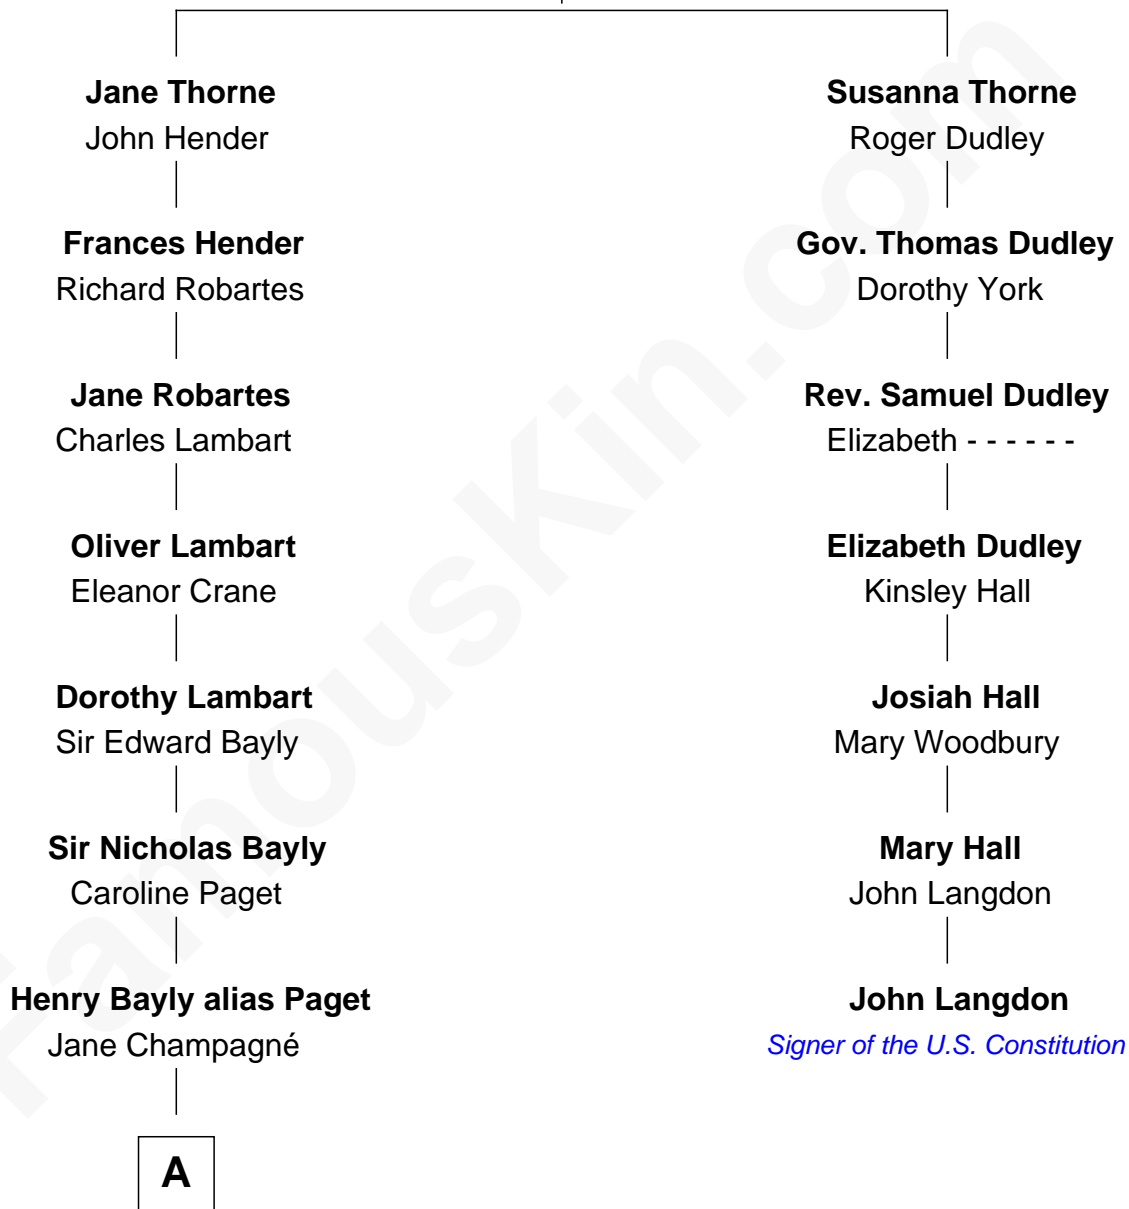 Jane Thorne
John Hender
Frances Hender
Richard Robartes
Jane Robartes
Charles Lambart
Oliver Lambart
Eleanor Crane
Dorothy Lambart
Sir Edward Bayly
Sir Nicholas Bayly
Caroline Paget
Henry Bayly alias Paget
Jane Champagné
A
Susanna Thorne
Roger Dudley
Gov. Thomas Dudley
Dorothy York
Rev. Samuel Dudley
Elizabeth - - - - - -
Elizabeth Dudley
Kinsley Hall
Josiah Hall
Mary Woodbury
Mary Hall
John Langdon
John Langdon
Signer of the U.S. Constitution
FamousKin.com